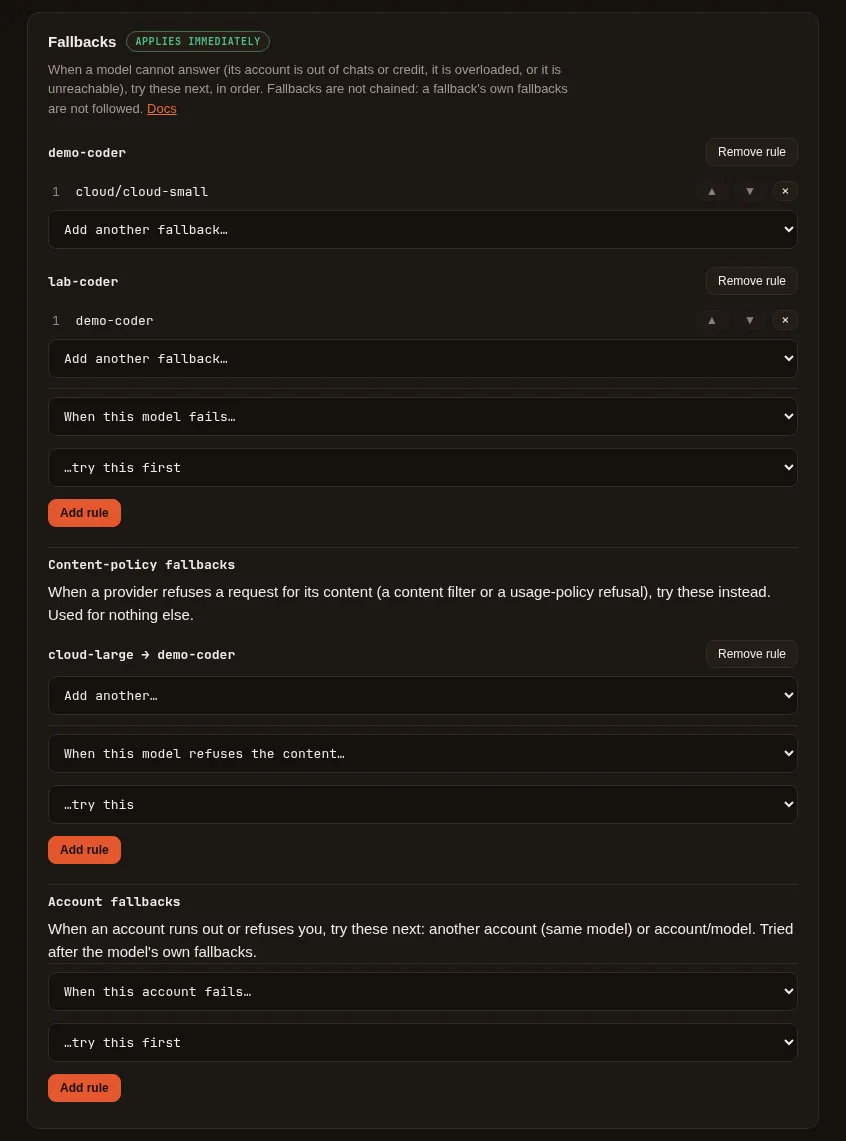 Fallbacks APPLIES IMMEDIATELY
When a model cannot answer (its account is out of chats or credit, it is overloaded, or it is
unreachable), try these next, in order. Fallbacks are not chained: a fallback's own fallbacks
are not followed. Docs
demo-coder Remove rule
1 cloud/cloud-small ▲ ▼ ×
Add another fallback…
lab-coder Remove rule
1 demo-coder ▲ ▼ ×
Add another fallback…
When this model fails…
…try this first
Add rule
Content-policy fallbacks
When a provider refuses a request for its content (a content filter or a usage-policy refusal), try these instead.
Used for nothing else.
cloud-large → demo-coder Remove rule
Add another…
When this model refuses the content…
…try this
Add rule
Account fallbacks
When an account runs out or refuses you, try these next: another account (same model) or account/model. Tried
after the model's own fallbacks.
When this account fails…
…try this first
Add rule